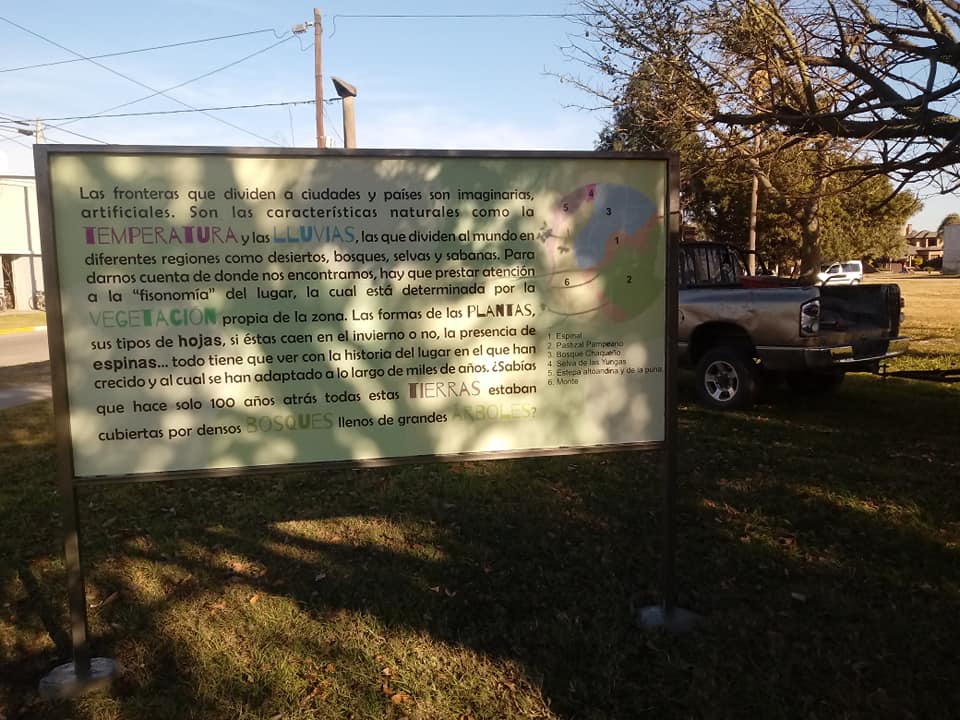 Las fronteras que dividen a ciudades y países son imaginarias,
artificiales. Son las características naturales como la
TEMPERATURA y las LLUVIAS, las que dividen al mundo en
diferentes regiones como desiertos, bosques, selvas y sabanas. Para
darnos cuenta de donde nos encontramos, hay que prestar atención
a la "fisonomía" del lugar, la cual está determinada por la
VEGETACION propia de la zona. Las formas de las PLANTAS,
sus tipos de hojas, si éstas caen en el invierno o no, la presencia de
espinas... todo tiene que ver con la historia del lugar en el que han
crecido y al cual se han adaptado a lo largo de miles de años. ¿Sabías
que hace solo 100 años atrás todas estas TIERRAS estaban
cubiertas por densos BOSQUES llenos de grandes ARBOLES?
4
5
3
1
2
6
1 Espinal
2 Pastizal Pampeano
3 Bosque Chaqueño
4 Selva de las Yungas
5 Estepa altoandina y de la puna
6 Monte